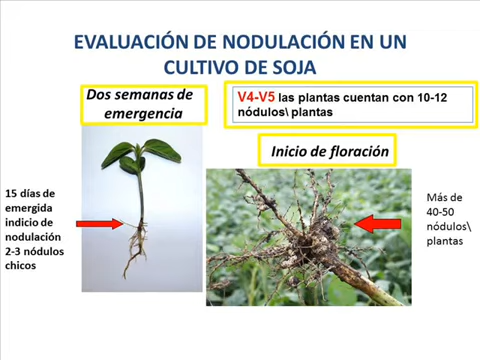 EVALUACIÓN DE NODULACIÓN EN UN
CULTIVO DE SOJA
Dos semanas de
emergencia
V4-V5 las plantas cuentan con 10-12
nódulos\ plantas
Inicio de floración
15 días de
emergida
indicio de
nodulación
2-3 nódulos
chicos
Más de
40-50
nódulos\
plantas